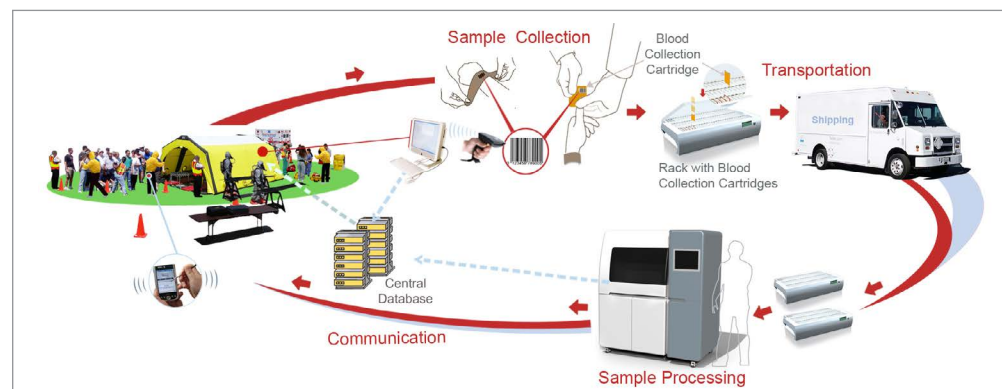 Sample Collection
Blood
Collection
Cartridge
Transportation
Shipping
Rack with Blood
Collection Cartridges
Central
Database
Communication
Sample Processing